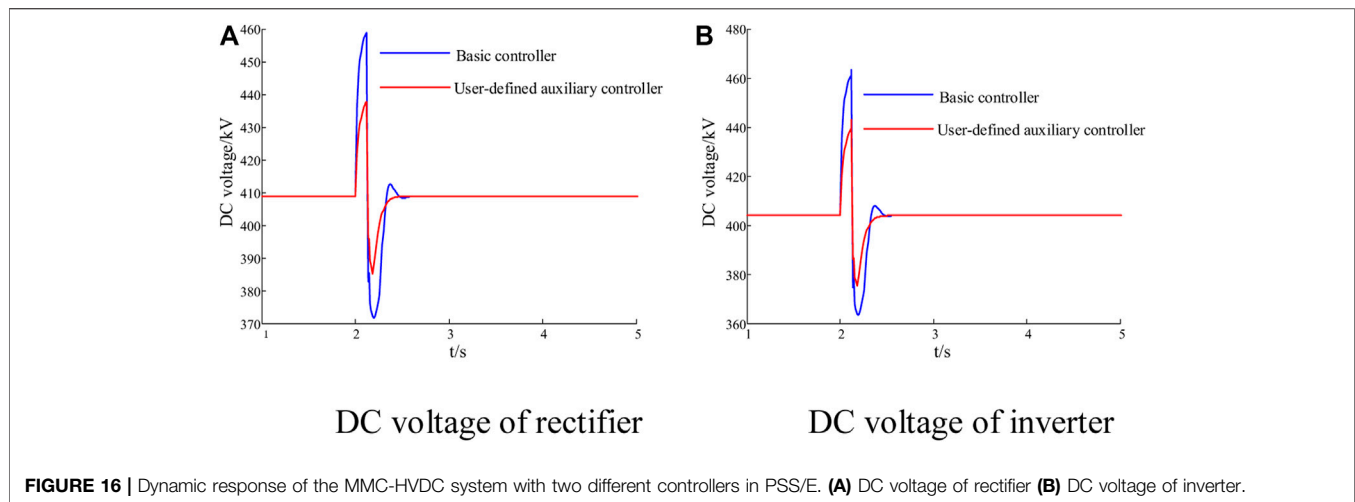 A
460
450
440
430
420
410
400
390
380
370
DC voltage/kV
Basic controller
User-defined auxiliary controller
1 2 3 4 5
t/s
DC voltage of rectifier
B
480
460
440
420
400
380
360
DC voltage/kV
Basic controller
User-defined auxiliary controller
1 2 3 4 5
t/s
DC voltage of inverter
FIGURE 16 | Dynamic response of the MMC-HVDC system with two different controllers in PSS/E. (A) DC voltage of rectifier (B) DC voltage of inverter.